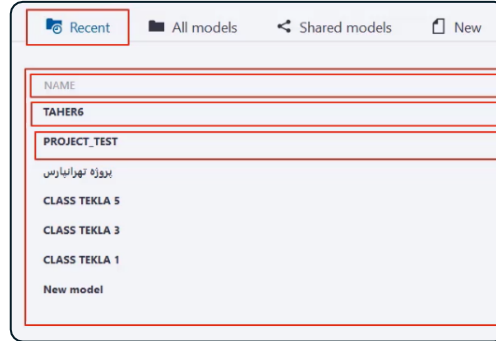 Recent All models Shared models New
NAME
TAHER6
PROJECT_TEST
پروژه تهرانپارس
CLASS TEKLA 5
CLASS TEKLA 3
CLASS TEKLA 1
New model